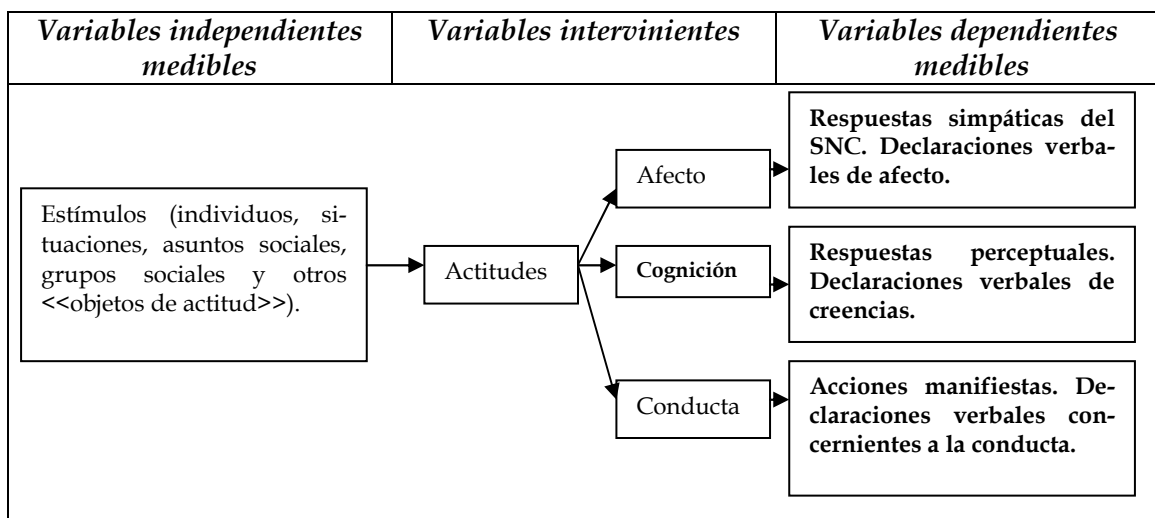 Variables independientes
medibles
Variables intervinientes
Variables dependientes
medibles
Estímulos (individuos, si-
tuaciones, asuntos sociales,
grupos sociales y otros
<<objetos de actitud>>).
Actitudes
Afecto
Cognición
Conducta
Respuestas simpáticas del
SNC. Declaraciones verba-
les de afecto.
Respuestas perceptuales.
Declaraciones verbales de
creencias.
Acciones manifiestas. De-
claraciones verbales con-
cernientes a la conducta.